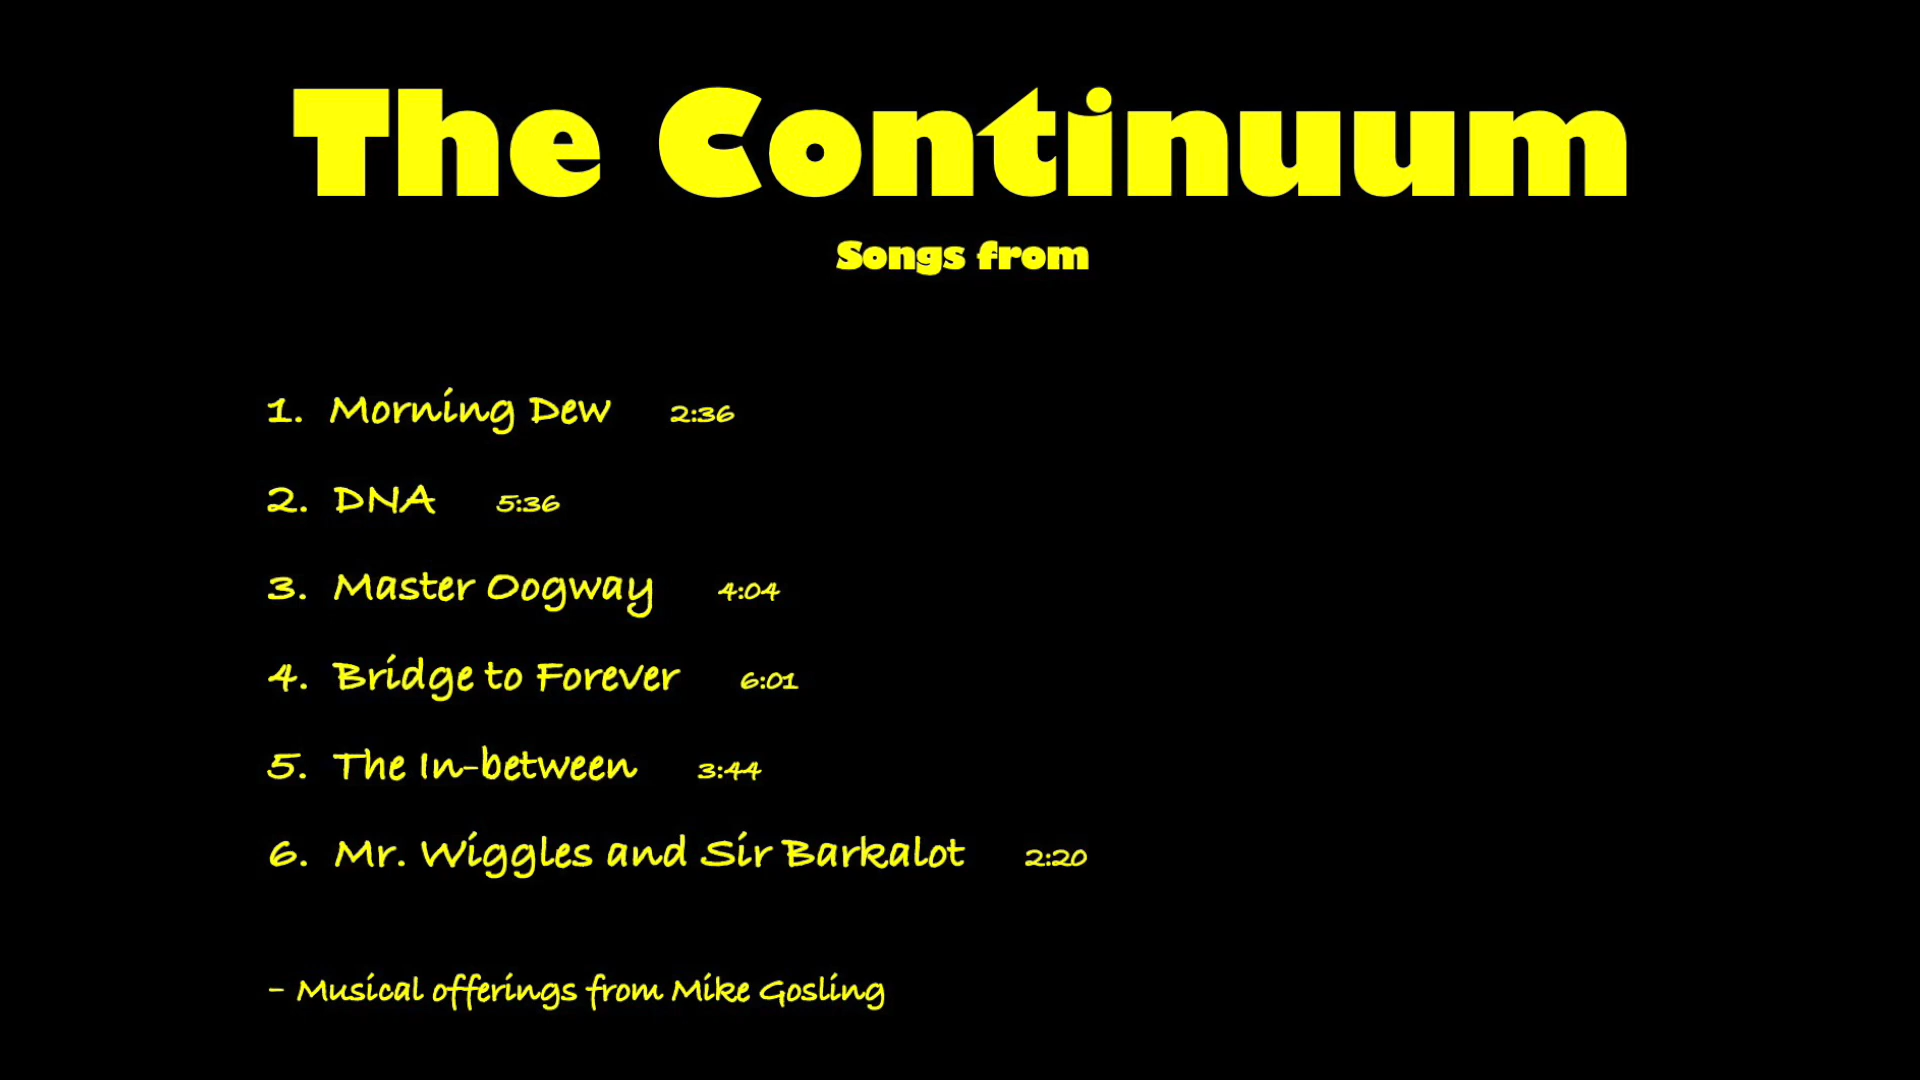 The Continuum
Songs from
1. Morning Dew 2:36
2. DNA 5:36
3. Master Oogway 4:04
4. Bridge to Forever 6:01
5. The In-between 3:44
6. Mr. Wiggles and Sir Barkalot 2:20
- Musical offerings from Mike Gosling